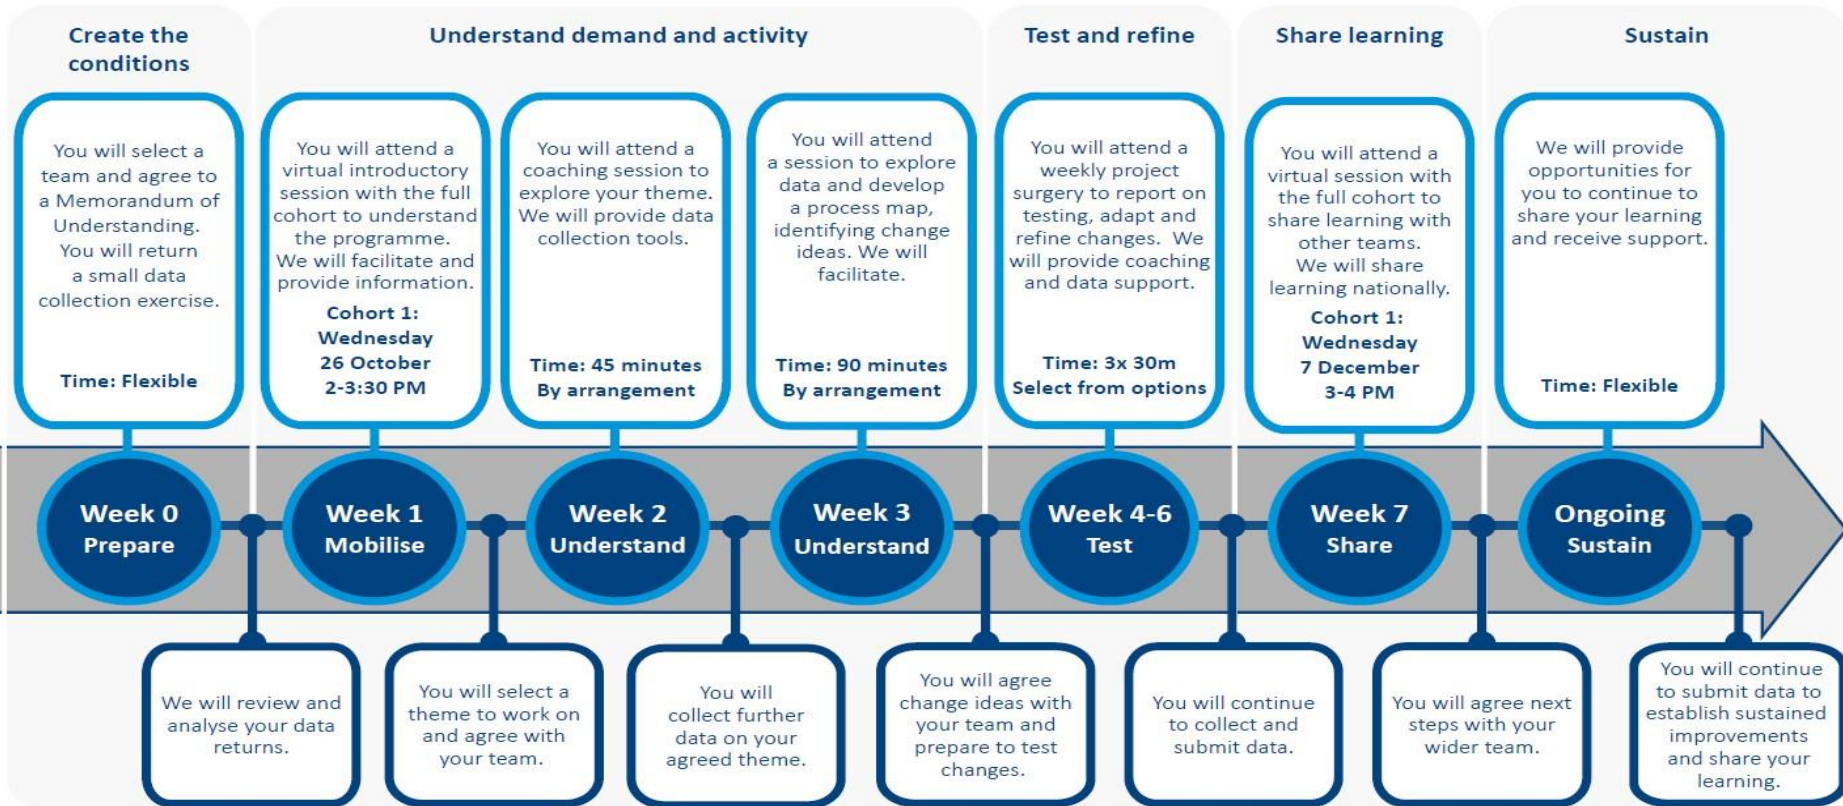 Create the
conditions
Understand demand and activity
Test and refine
Share learning
Sustain
You will select a
team and agree to
a Memorandum of
Understanding.
You will return
a small data
collection exercise.
Time: Flexible
You will attend a
virtual introductory
session with the full
cohort to understand
the programme.
We will facilitate and
provide information.
Cohort 1:
Wednesday
26 October
2-3:30 PM
You will attend a
coaching session to
explore your theme.
We will provide data
collection tools.
Time: 45 minutes
By arrangement
You will attend
a session to explore
data and develop
a process map,
identifying change
ideas. We will
facilitate.
Time: 90 minutes
By arrangement
You will attend a
weekly project
surgery to report on
testing, adapt and
refine changes. We
will provide coaching
and data support.
Time: 3x 30m
Select from options
You will attend a
virtual session with
the full cohort to
share learning with
other teams.
We will share
learning nationally.
Cohort 1:
Wednesday
7 December
3-4 PM
We will provide
opportunities for
you to continue to
share your learning
and receive support.
Time: Flexible
Week 0
Prepare
Week 1
Mobilise
Week 2
Understand
Week 3
Understand
Week 4-6
Test
Week 7
Share
Ongoing
Sustain
We will review and
analyse your data
returns.
You will select a
theme to work on
and agree with
your team.
You will
collect further
data on your
agreed theme.
You will agree
change ideas with
your team and
prepare to test
changes.
You will continue
to collect and
submit data.
You will agree next
steps with your
wider team.
You will continue
to submit data to
establish sustained
improvements
and share your
learning.